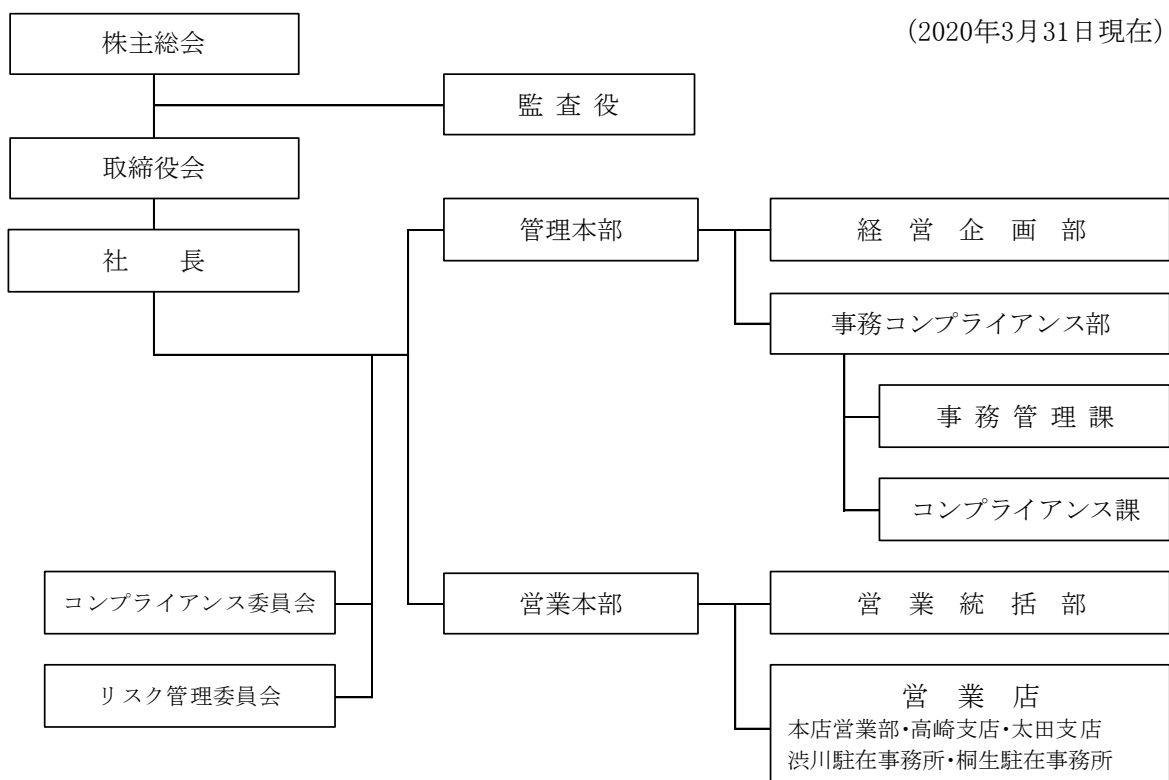 (2020年3月31日現在)
株主総会
監 査 役
取締役会
社　　長
管理本部
経　営　企　画　部
事務コンプライアンス部
事 務 管 理 課
コンプライアンス課
コンプライアンス委員会
リスク管理委員会
営業本部
営　業　統　括　部
営　業　店
本店営業部・高崎支店・太田支店
渋川駐在事務所・桐生駐在事務所